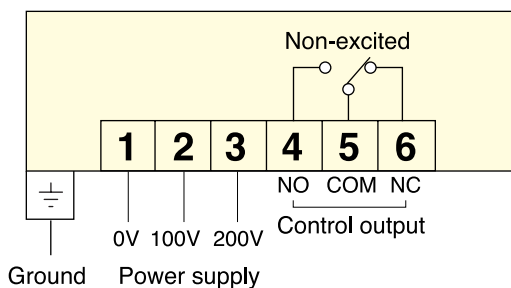 Non-excited
1 2 3 4 5 6
NO COM NC
0V 100V 200V Control output
Ground Power supply